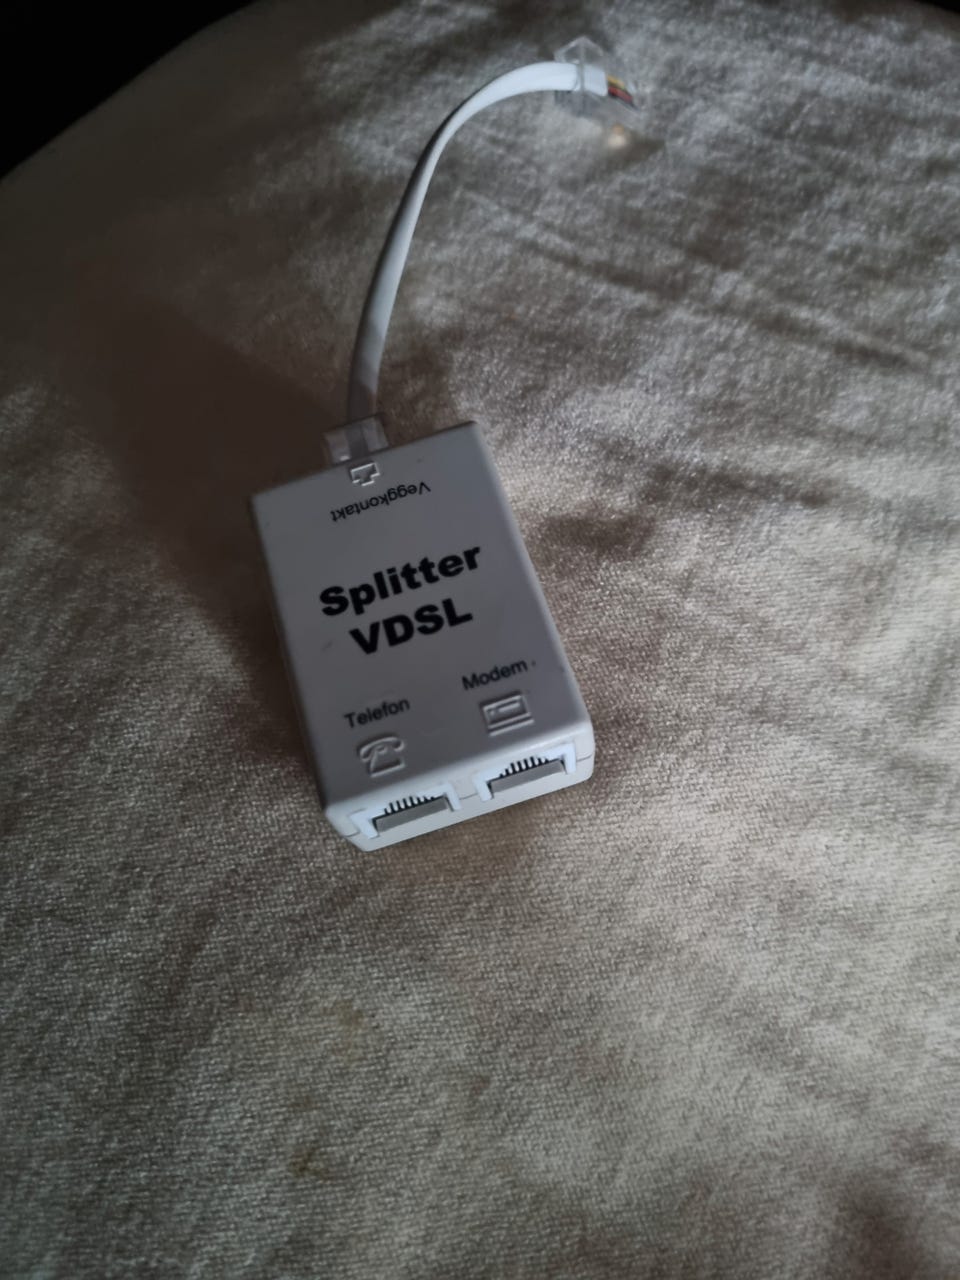 Veggkontakt
Splitter
VDSL
Telefon
Modem